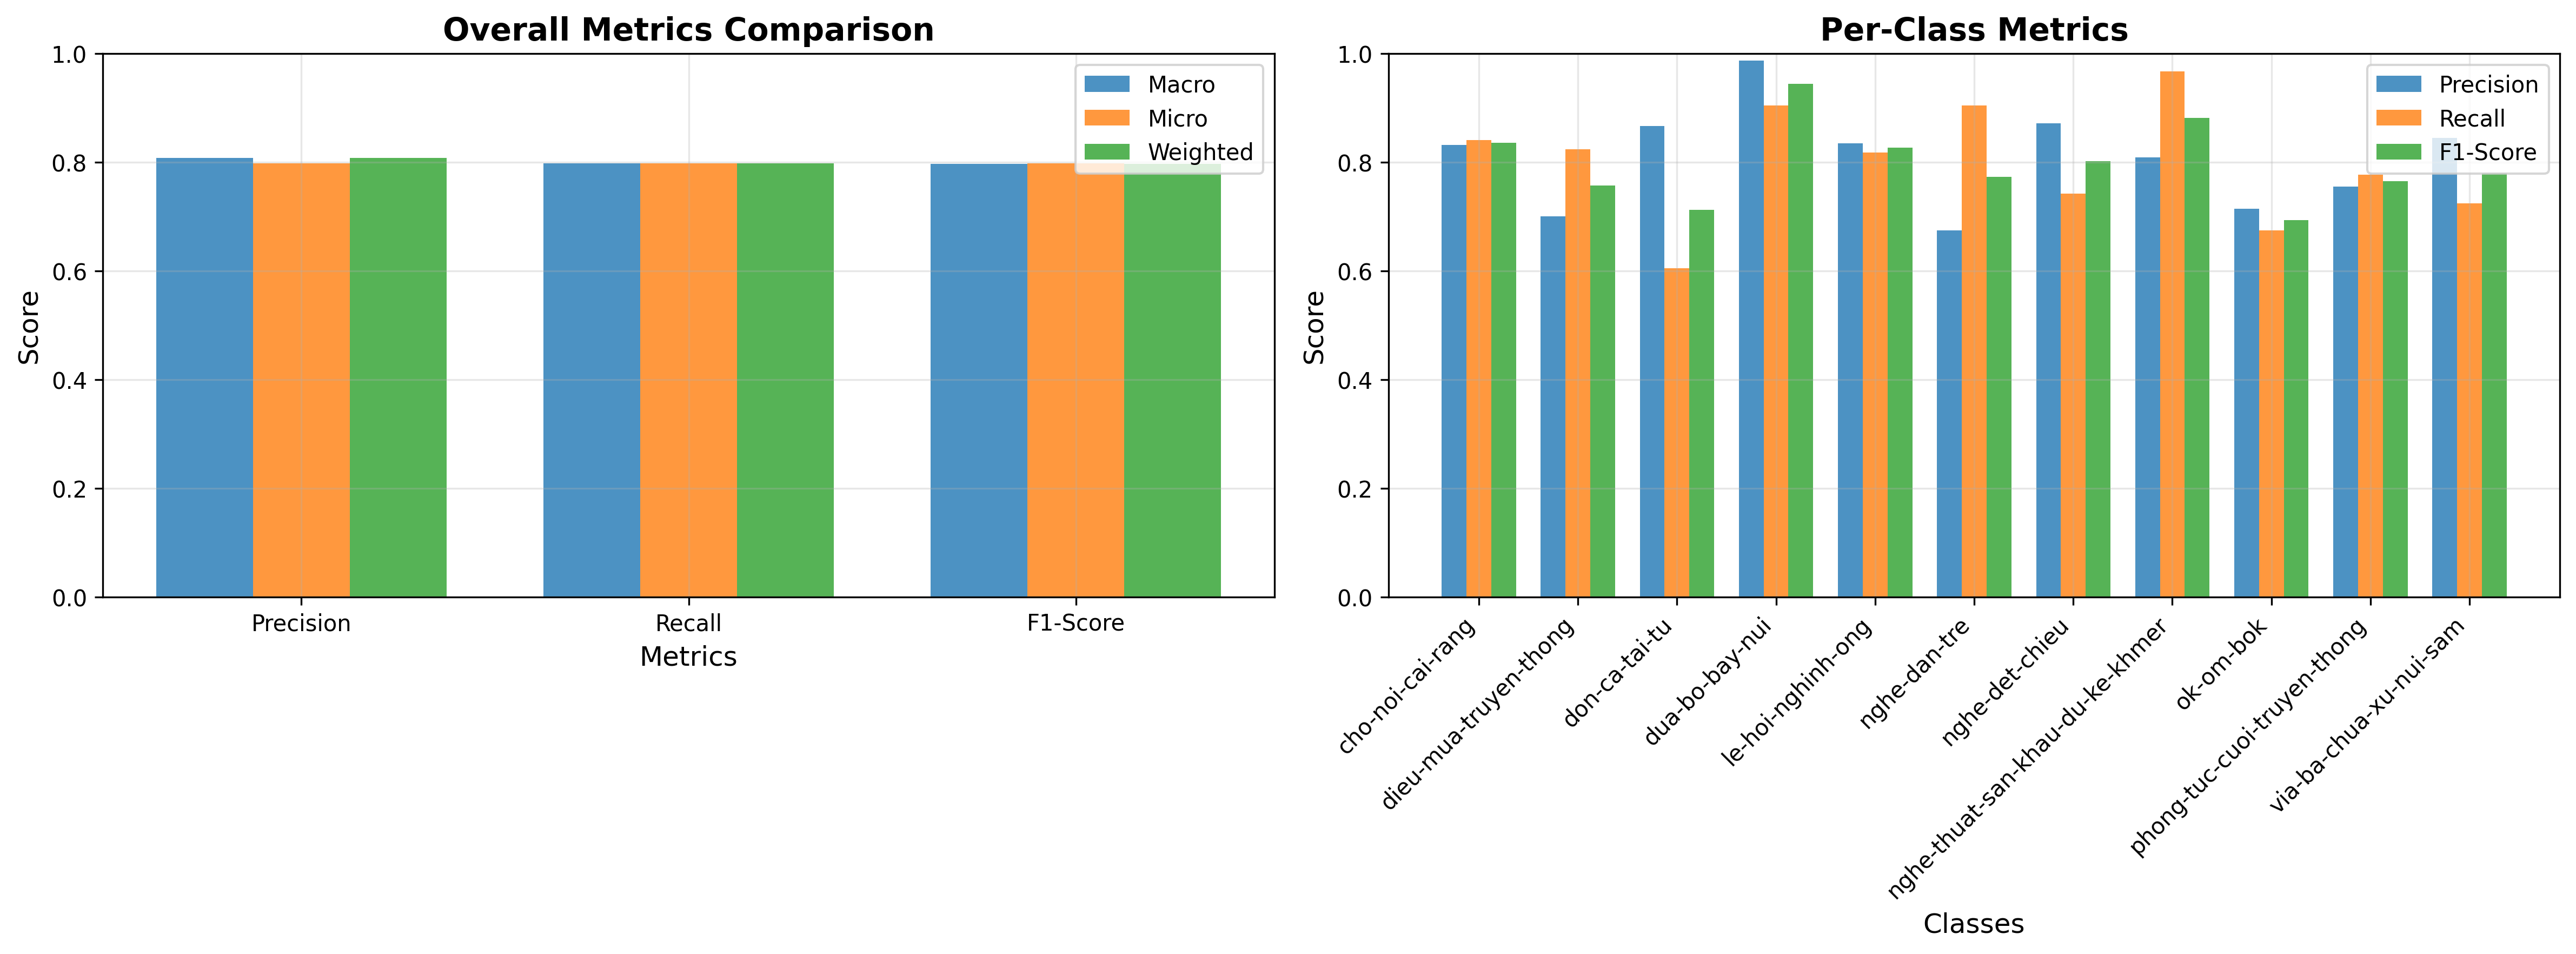 Overall Metrics Comparison
1.0
0.8
0.6
0.4
0.2
0.0
Score
Macro
Micro
Weighted
Precision
Recall
F1-Score
Metrics
Per-Class Metrics
1.0
0.8
0.6
0.4
0.2
0.0
Score
Precision
Recall
F1-Score
cho-noi-cai-rang
dieu-mua-truyen-thong
don-ca-tai-tu
dua-bo-bay-nui
le-hoi-nghinh-ong
nghe-dan-tre
nghe-det-chieu
nghe-thuat-san-khau-du-ke-khmer
ok-om-bok
phong-tuc-cuoi-truyen-thong
via-ba-chua-xu-nui-sam
Classes